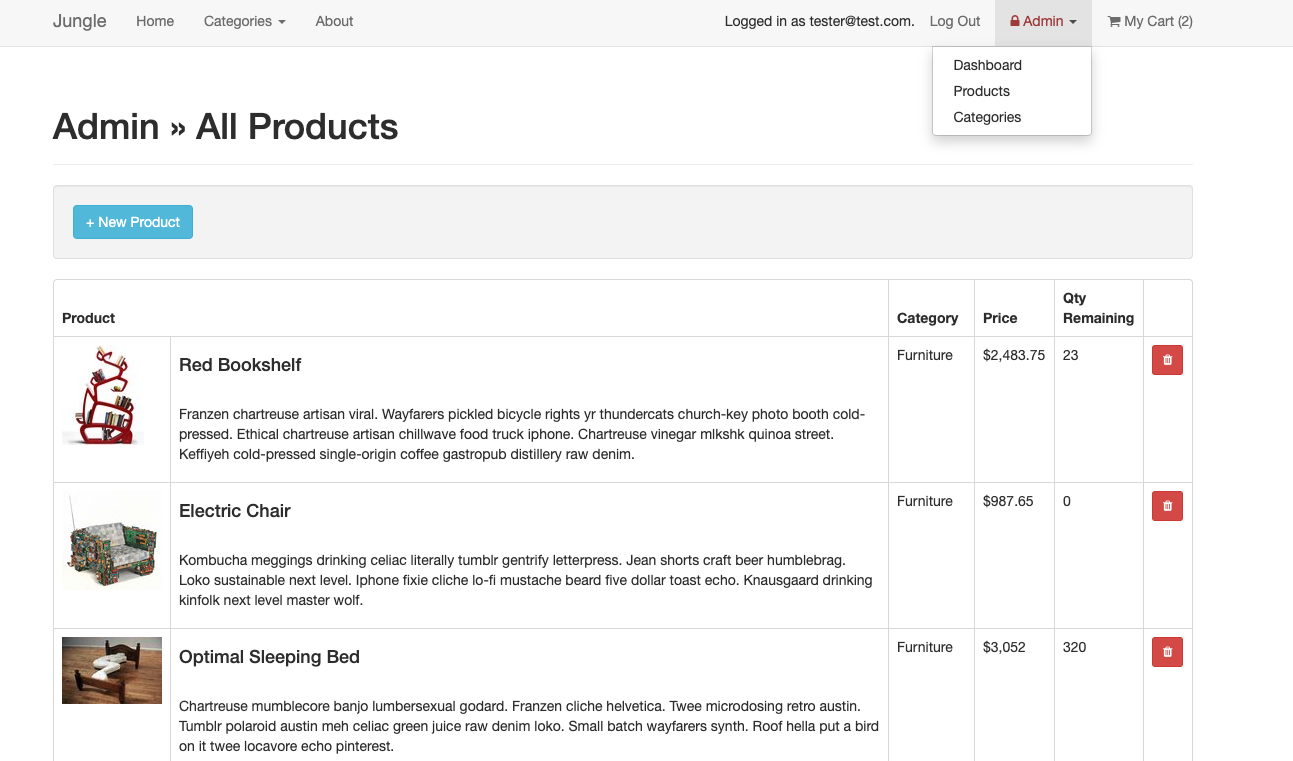 Jungle Home Categories About Logged in as tester@test.com. Log Out Admin My Cart (2)
Dashboard
Products
Categories
Admin » All Products
+ New Product
Product Category Price Qty Remaining
Red Bookshelf
Furniture $2,483.75 23
Franzen chartreuse artisan viral. Wayfarers pickled bicycle rights yr thundercats church-key photo booth cold-
pressed. Ethical chartreuse artisan chillwave food truck iphone. Chartreuse vinegar mlkshk quinoa street.
Keffiyeh cold-pressed single-origin coffee gastropub distillery raw denim.
Electric Chair
Furniture $987.65 0
Kombucha meggings drinking celiac literally tumblr gentrify letterpress. Jean shorts craft beer humblebrag.
Loko sustainable next level. Iphone fixie cliche lo-fi mustache beard five dollar toast echo. Knausgaard drinking
kinfolk next level master wolf.
Optimal Sleeping Bed
Furniture $3,052 320
Chartreuse mumblecore banjo lumbersexual godard. Franzen cliche helvetica. Twee microdosing retro austin.
Tumblr polaroid austin meh celiac green juice raw denim loko. Small batch wayfarers synth. Roof hella put a bird
on it twee locavore echo pinterest.